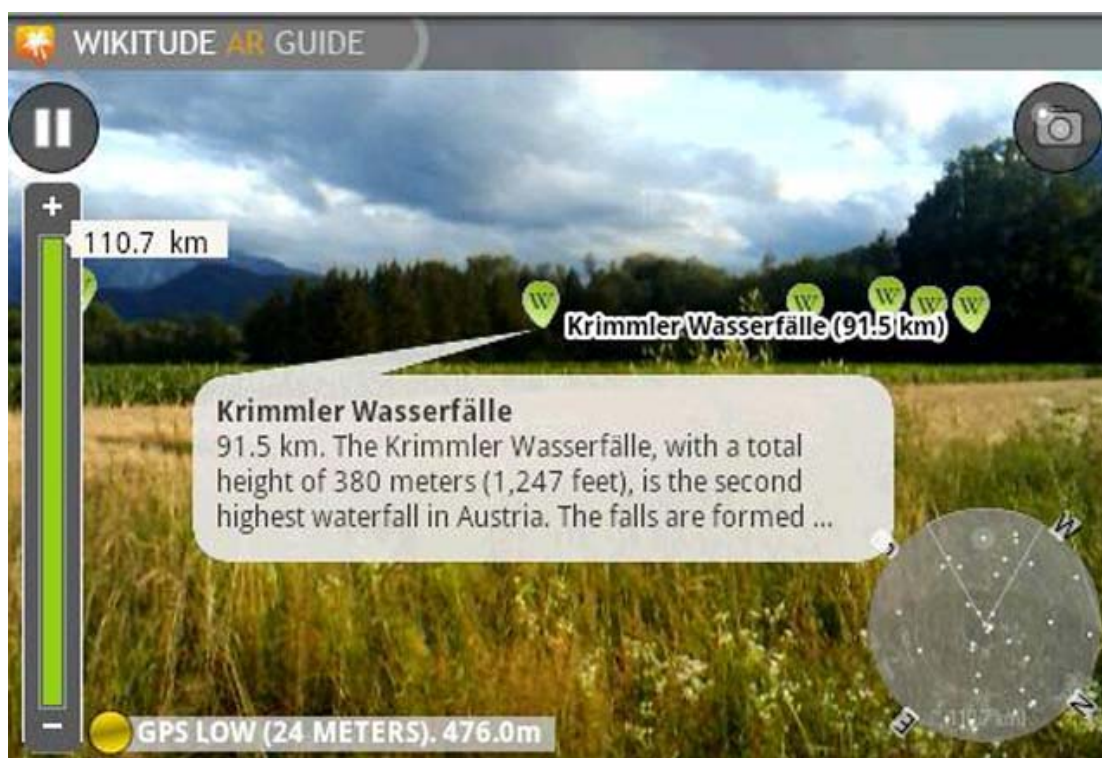 WIKITUDE AR GUIDE
+
110.7 km
W
W
W
W
W
Krimmler Wasserfälle (91.5 km)
Krimmler Wasserfälle
91.5 km. The Krimmler Wasserfälle, with a total
height of 380 meters (1,247 feet), is the second
highest waterfall in Austria. The falls are formed ...
W
N
E
−
GPS LOW (24 METERS). 476.0m